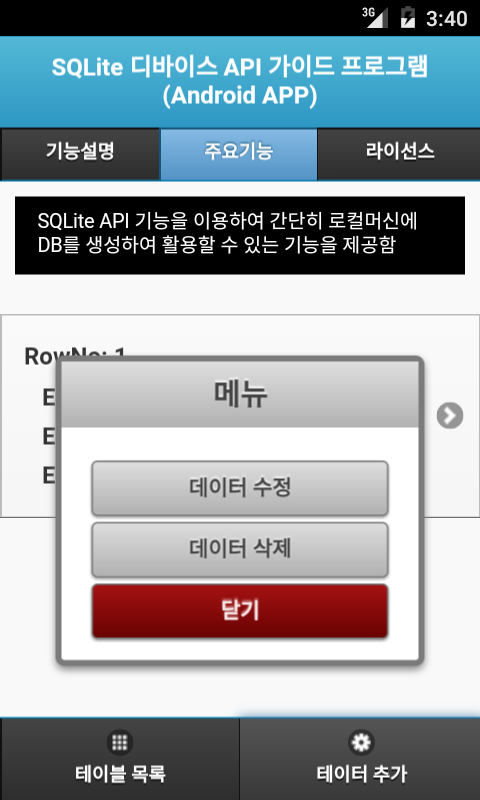 3G 3:40
SQLite 디바이스 API 가이드 프로그램
(Android APP)
기능설명 주요기능 라이선스
SQLite API 기능을 이용하여 간단히 로컬머신에
DB를 생성하여 활용할 수 있는 기능을 제공함
RowNo: 1
E
E
E
메뉴
데이터 수정
데이터 삭제
닫기
테이블 목록 테이터 추가